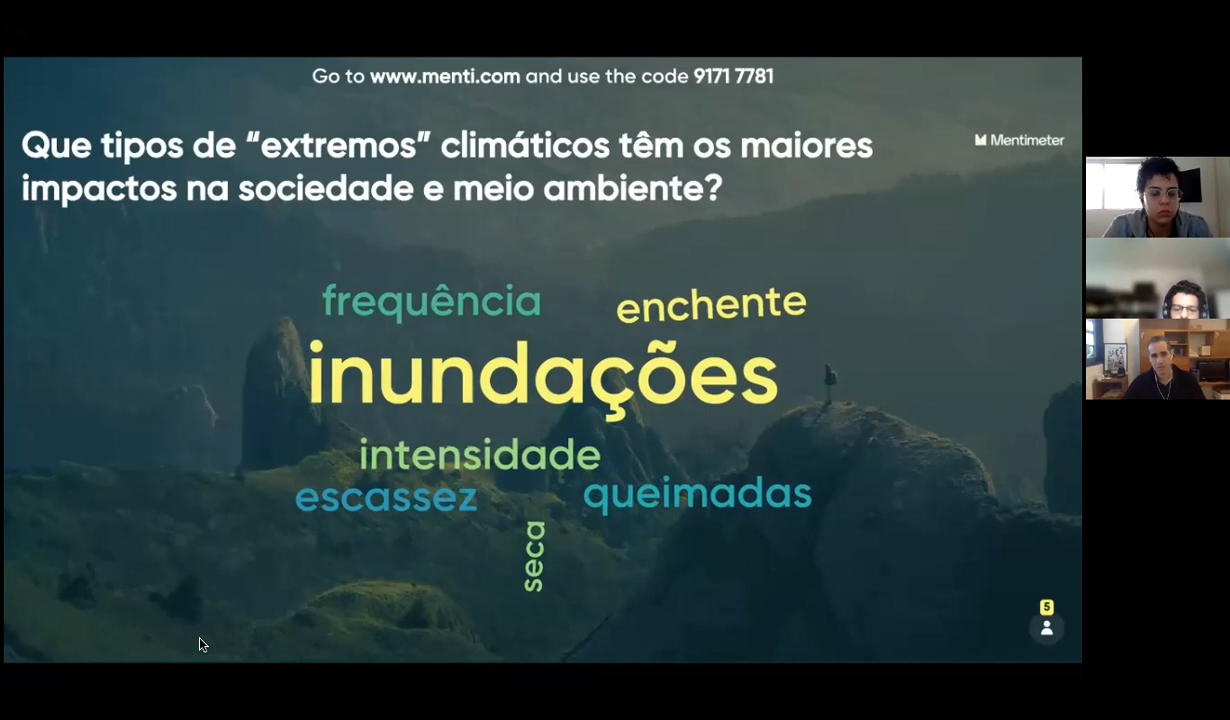 Go to www.menti.com and use the code 9171 7781
Que tipos de “extremos” climáticos têm os maiores
impactos na sociedade e meio ambiente?
Mentimeter
frequência
enchente
inundações
intensidade
escassez
queimadas
seca
5